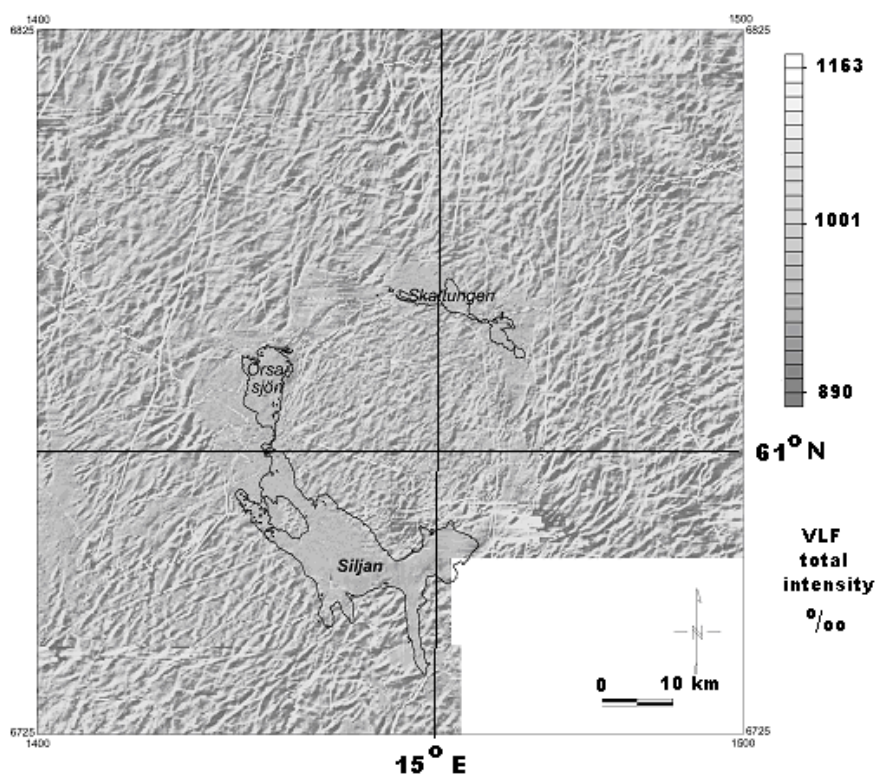 1400
1500
6825
6825
1163
1001
890
Skattungen
Orsa
sjön
61° N
Siljan
VLF
total
intensity
°/oo
N
0 10 km
6725
6725
1400
1500
15° E